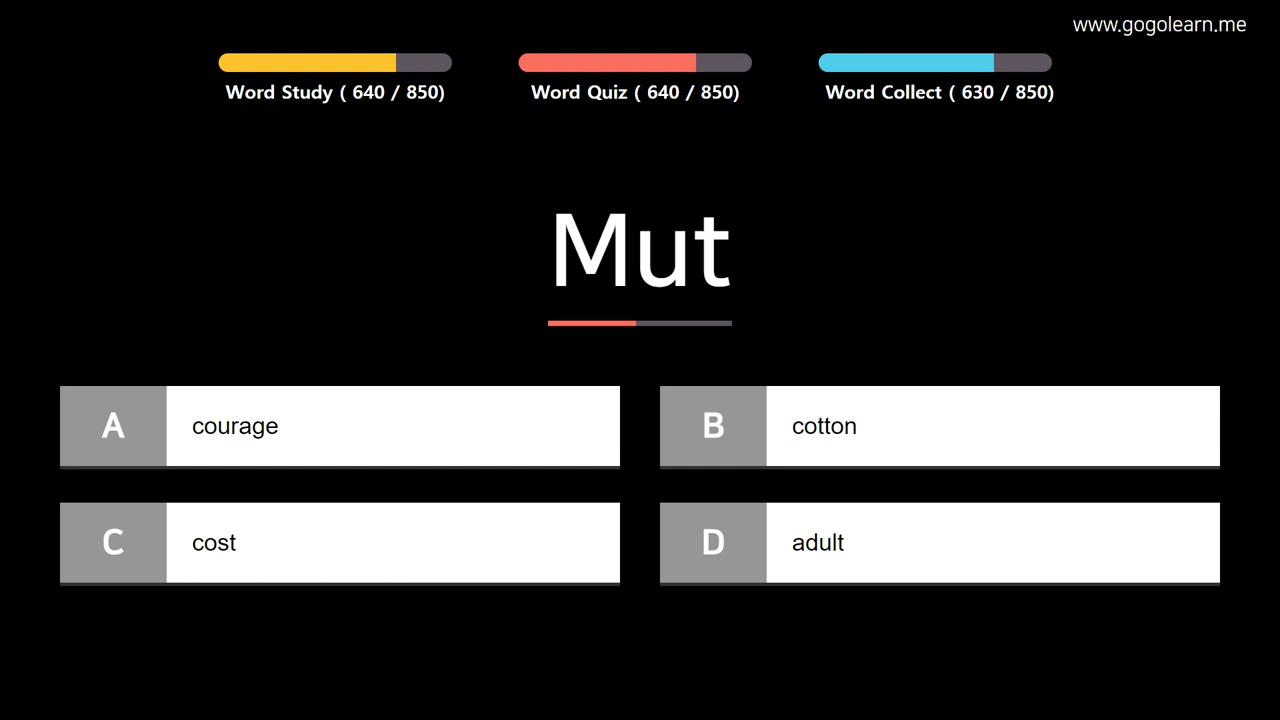 www.gogolearn.me
Word Study ( 640 / 850)
Word Quiz ( 640 / 850)
Word Collect ( 630 / 850)
Mut
A
courage
B
cotton
C
cost
D
adult